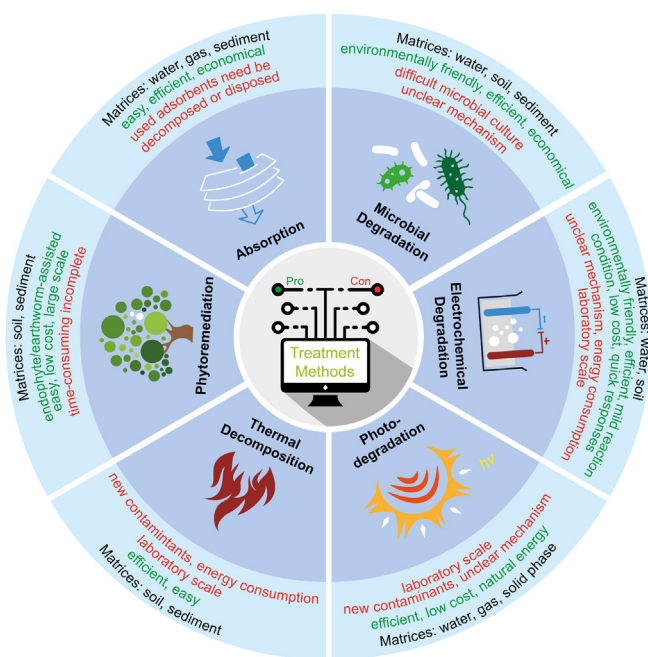 Matrices: water, gas, sediment
easy, efficient, economical
used adsorbents need be
decomposed or disposed
Absorption
Matrices: water, soil, sediment
environmentally friendly, efficient, economical
difficult microbial culture
unclear mechanism
Microbial
Degradation
Matrices: water, soil
environmentally friendly, efficient, mild reaction
condition, low cost, quick responses
unclear mechanism, energy consumption
laboratory scale
Electrochemical
Degradation
Photo-
degradation
hν
laboratory scale
new contaminants, unclear mechanism
efficient, low cost, natural energy
Matrices: water, gas, solid phase
Thermal
Decomposition
new contamintants, energy consumption
laboratory scale
efficient, easy
Matrices: soil, sediment
Matrices: soil, sediment
endophyte/earthworm-assisted
easy, low cost, large scale
time-consuming incomplete
Phytoremediation
Pro
Con
Treatment
Methods